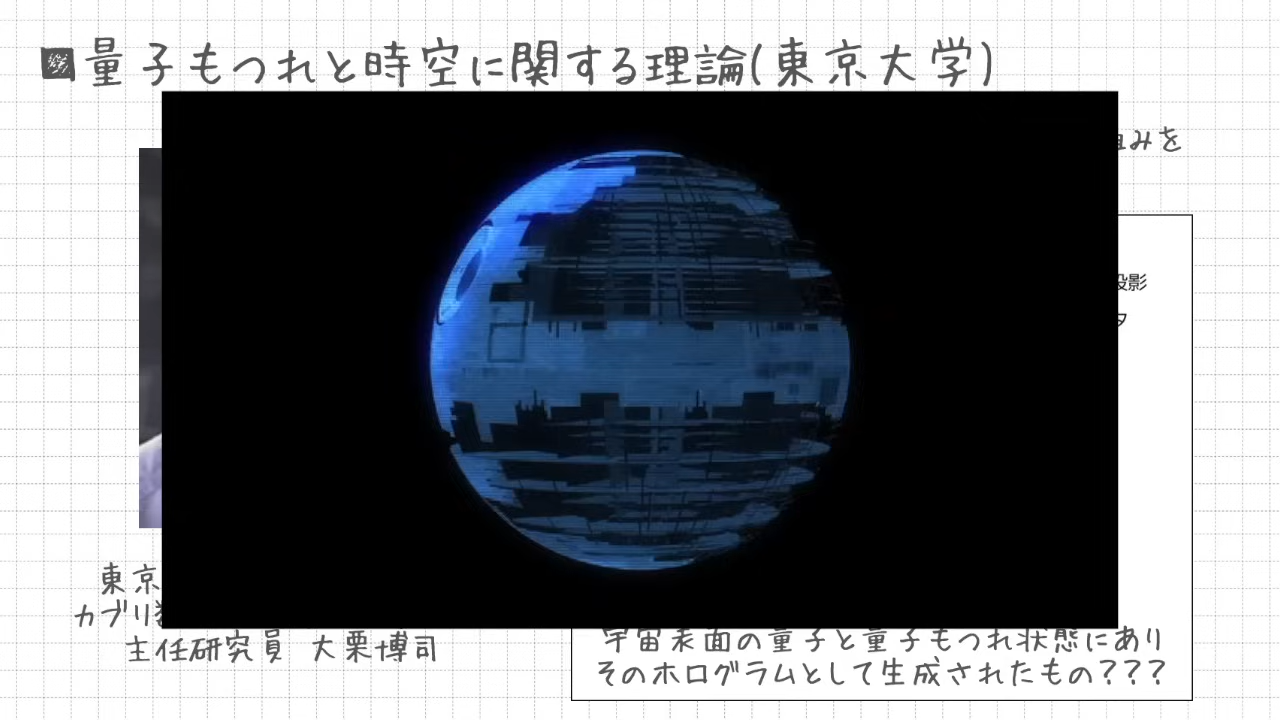 量子もつれと時空に関する理論(東京大学)
みを
投影
タ
東京
カブリ
主任研究員 大栗博司
宇宙表面の量子と量子もつれ状態にあり
そのホログラムとして生成されたもの???